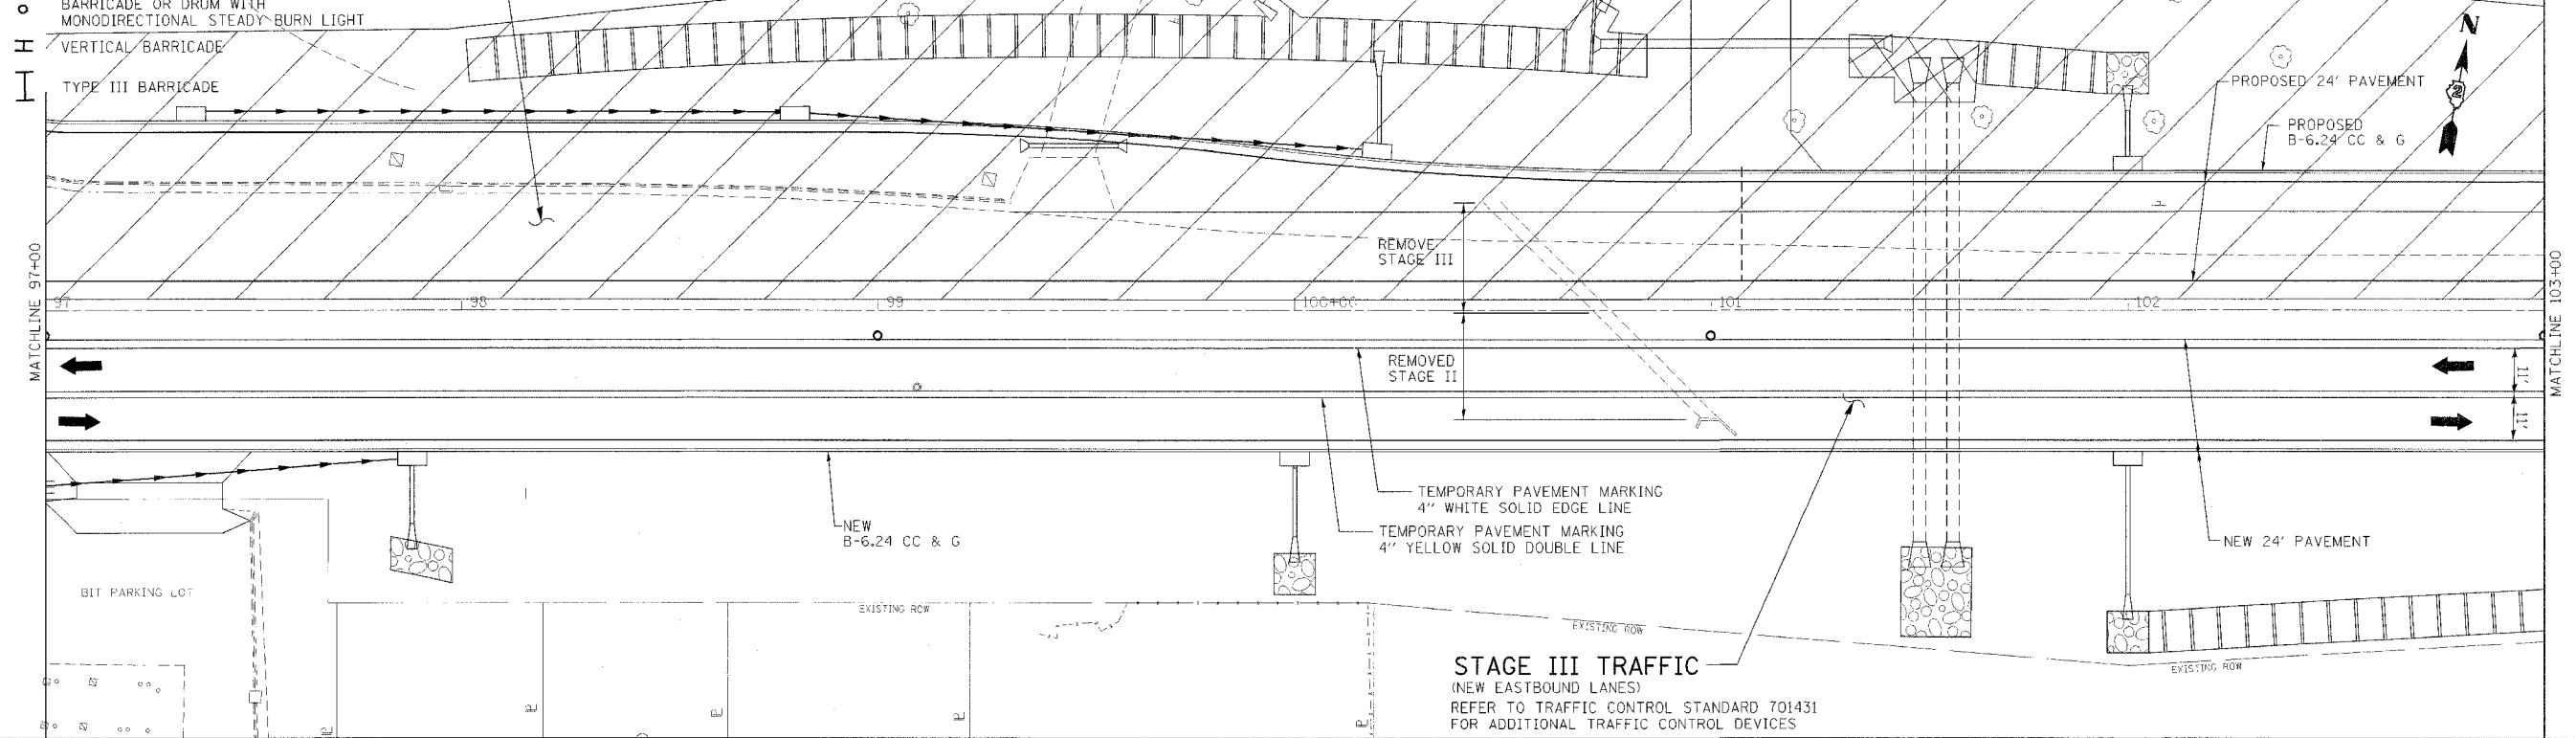 BARRICADE OR DRUM WITH
MONODIRECTIONAL STEADY BURN LIGHT
VERTICAL BARRICADE
TYPE III BARRICADE
N
2
PROPOSED 24' PAVEMENT
PROPOSED
B-6.24 CC & G
MATCHLINE 97+00
MATCHLINE 103+00
REMOVE
STAGE III
97
98
99
100+00
101
102
REMOVED
STAGE II
11'
11'
TEMPORARY PAVEMENT MARKING
4" WHITE SOLID EDGE LINE
TEMPORARY PAVEMENT MARKING
4" YELLOW SOLID DOUBLE LINE
NEW
B-6.24 CC & G
NEW 24' PAVEMENT
BIT PARKING LOT
EXISTING ROW
EXISTING ROW
EXISTING ROW
STAGE III TRAFFIC
(NEW EASTBOUND LANES)
REFER TO TRAFFIC CONTROL STANDARD 701431
FOR ADDITIONAL TRAFFIC CONTROL DEVICES